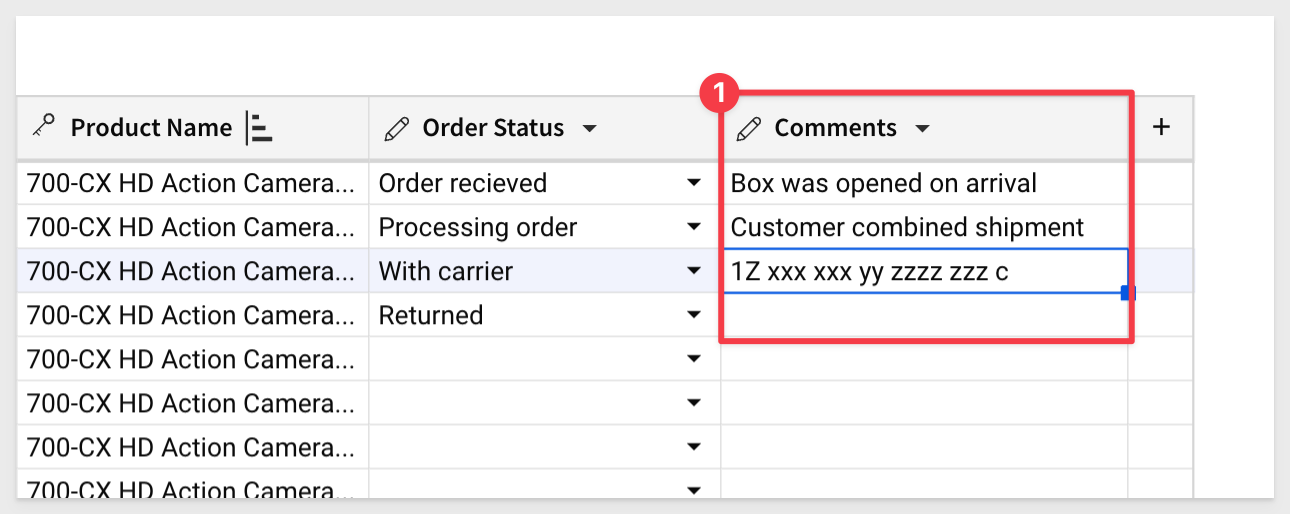 1
Product Name Order Status Comments +
700-CX HD Action Camera... Order recieved Box was opened on arrival
700-CX HD Action Camera... Processing order Customer combined shipment
700-CX HD Action Camera... With carrier 1Z xxx xxx yy zzzz zzz c
700-CX HD Action Camera... Returned
700-CX HD Action Camera...
700-CX HD Action Camera...
700-CX HD Action Camera...
700-CX HD Action Camera...